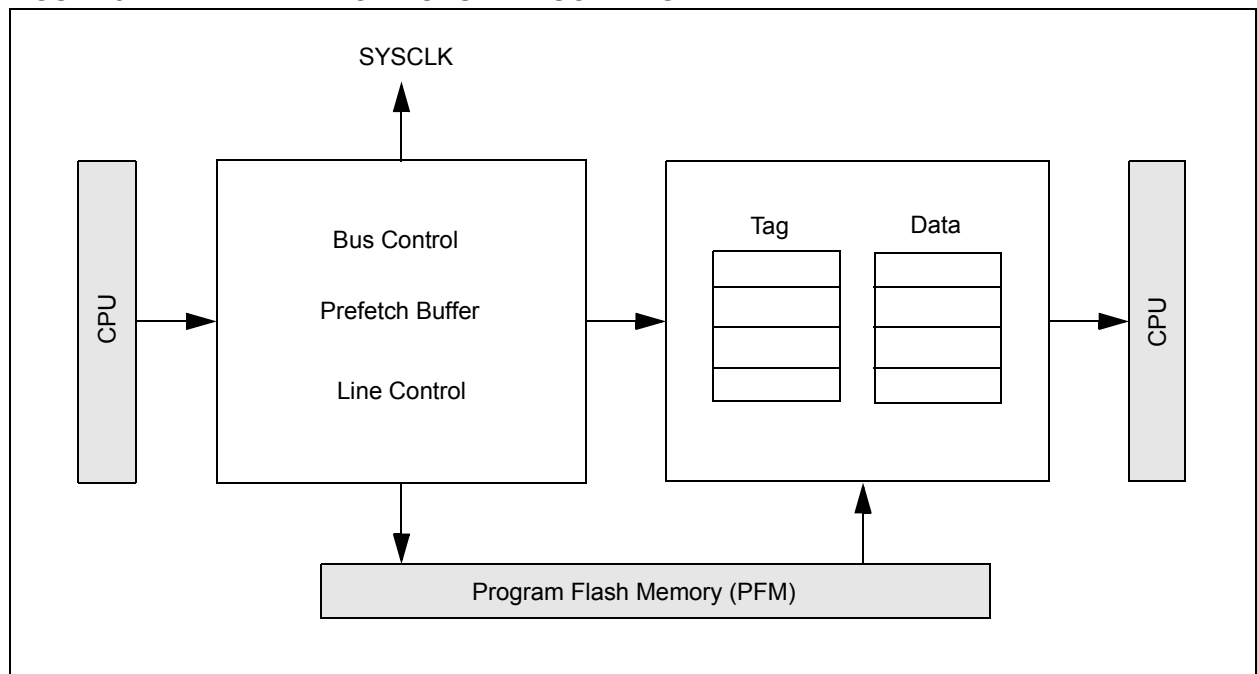 SYSCLK
CPU
Bus Control
Prefetch Buffer
Line Control
Tag
Data
CPU
Program Flash Memory (PFM)